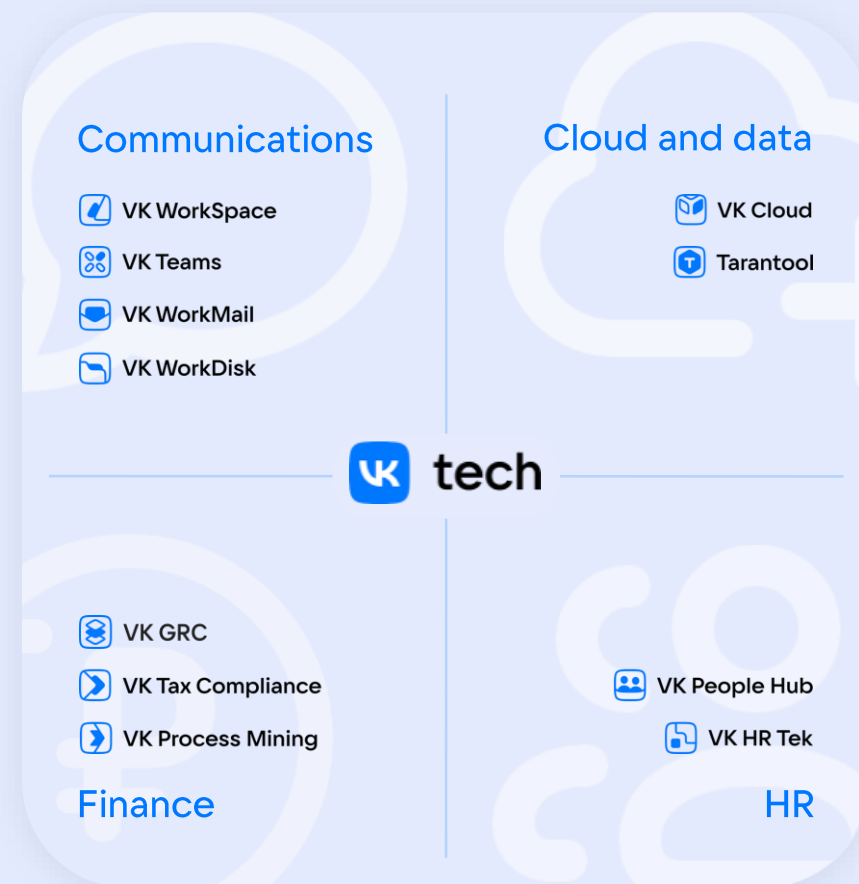 Communications
VK WorkSpace
VK Teams
VK WorkMail
VK WorkDisk
Cloud and data
VK Cloud
Tarantool
VK tech
VK GRC
VK Tax Compliance
VK Process Mining
Finance
VK People Hub
VK HR Tek
HR